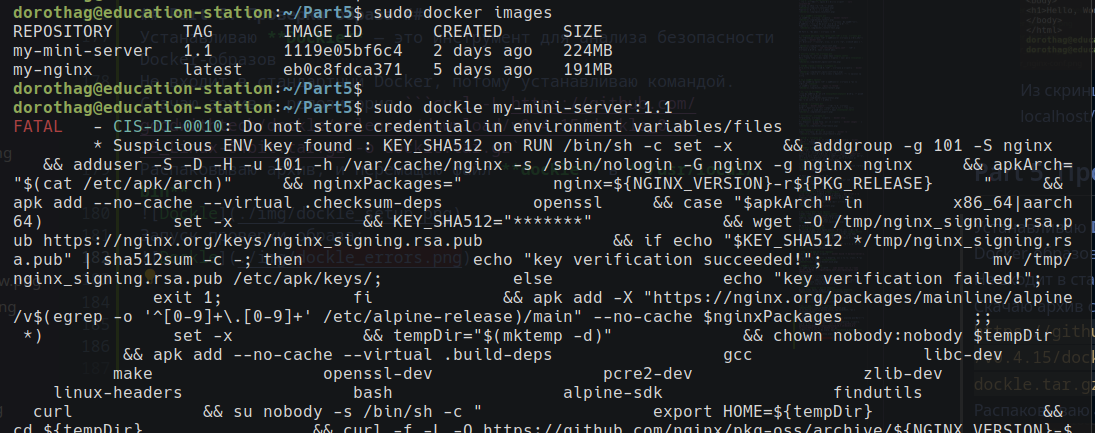 dorothag@education-station:~/Part5$ sudo docker images
REPOSITORY TAG IMAGE ID CREATED SIZE
my-mini-server 1.1 1119e05bf6c4 2 days ago 224MB
my-nginx latest eb0c8fdca371 5 days ago 191MB
dorothag@education-station:~/Part5$
dorothag@education-station:~/Part5$ sudo dockle my-mini-server:1.1
FATAL - CIS-DI-0010: Do not store credential in environment variables/files
* Suspicious ENV key found : KEY_SHA512 on RUN /bin/sh -c set -x && addgroup -g 101 -S nginx
&& adduser -S -D -H -u 101 -h /var/cache/nginx -s /sbin/nologin -G nginx -g nginx nginx && apkArch=
"$(cat /etc/apk/arch)" && nginxPackages=" nginx=${NGINX_VERSION}-r${PKG_RELEASE} " &&
apk add --no-cache --virtual .checksum-deps openssl && case "$apkArch" in x86_64|aarch
64) set -x && KEY_SHA512="*******" && wget -O /tmp/nginx_signing.rsa.p
ub https://nginx.org/keys/nginx_signing.rsa.pub && if echo "$KEY_SHA512 */tmp/nginx_signing.rs
a.pub" | sha512sum -c -; then echo "key verification succeeded!"; mv /tmp/
nginx_signing.rsa.pub /etc/apk/keys/; else echo "key verification failed!";
exit 1; fi && apk add -X "https://nginx.org/packages/mainline/alpine
/v$(egrep -o '^[0-9]+\.[0-9]+' /etc/alpine-release)/main" --no-cache $nginxPackages ;;
*) set -x && tempDir="$(mktemp -d)" && chown nobody:nobody $tempDir
&& apk add --no-cache --virtual .build-deps gcc libc-dev
make openssl-dev pcre2-dev zlib-dev
linux-headers bash alpine-sdk findutils
curl && su nobody -s /bin/sh -c " export HOME=${tempDir} &&
cd ${tempDir} && curl -f -L -O https://github.com/nginx/pkg-oss/archive/${NGINX_VERSION}-$